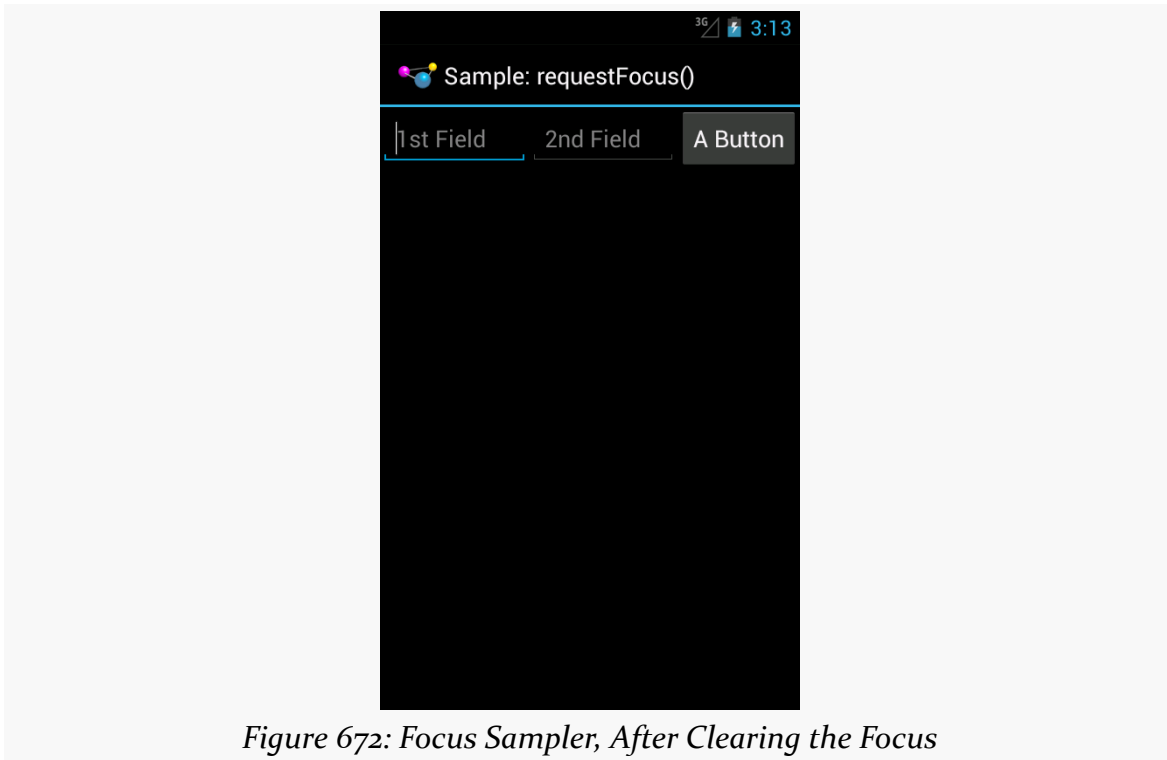 3G 3:13
Sample: requestFocus()
1st Field 2nd Field A Button
Figure 672: Focus Sampler, After Clearing the Focus